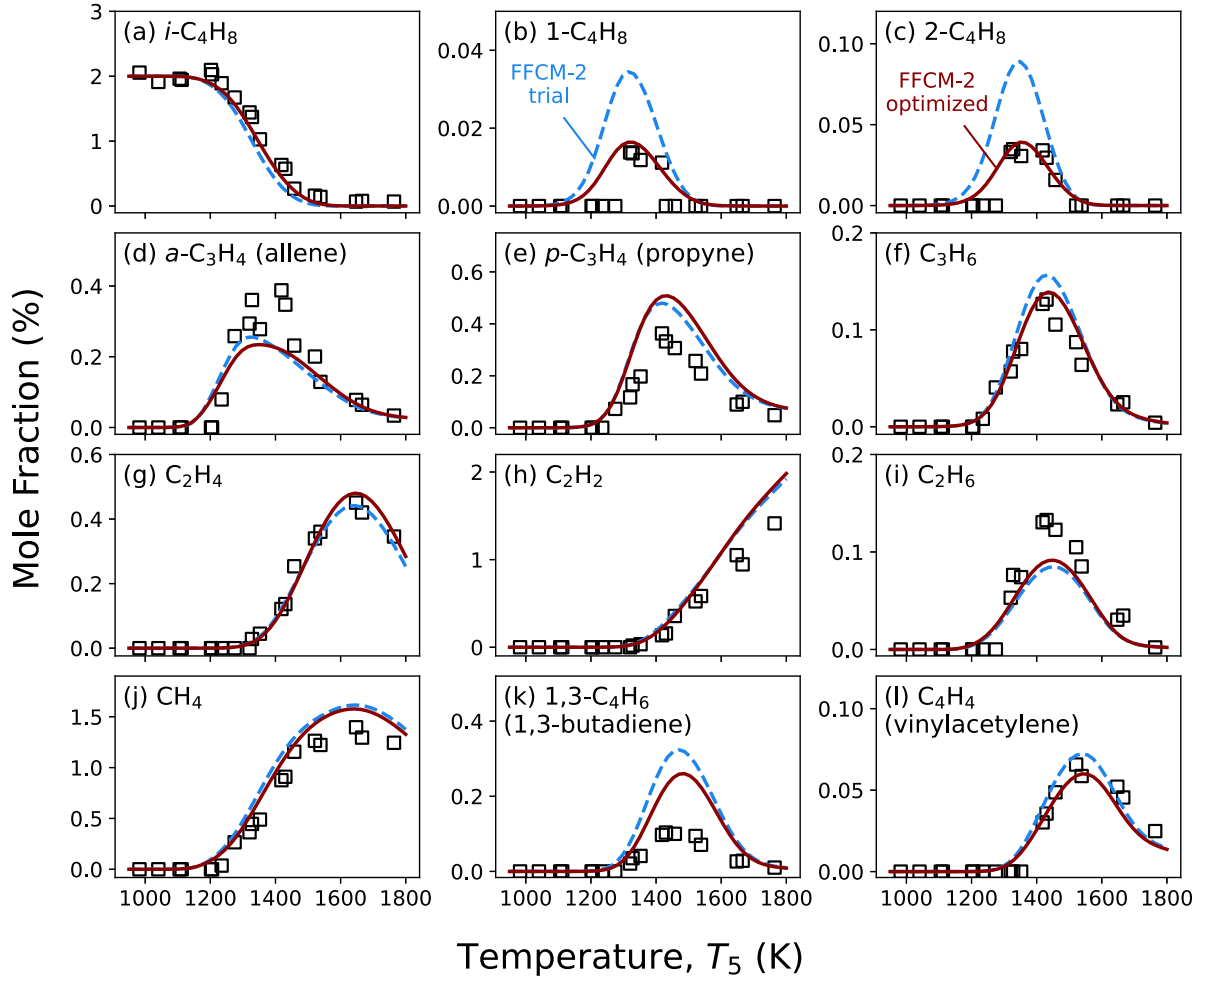 (a) i-C4H8
2
1
0
(b) 1-C4H8
0.04
0.02
0.00
FFCM-2
trial
(c) 2-C4H8
0.10
0.05
0.00
FFCM-2
optimized
(d) a-C3H4 (allene)
0.4
0.2
0.0
(e) p-C3H4 (propyne)
0.6
0.4
0.2
0.0
(f) C3H6
0.2
0.1
0.0
(g) C2H4
0.6
0.4
0.2
0.0
(h) C2H2
2
1
0
(i) C2H6
0.2
0.1
0.0
(j) CH4
1.5
1.0
0.5
0.0
1000 1200 1400 1600 1800
(k) 1,3-C4H6
(1,3-butadiene)
0.4
0.2
0.0
1000 1200 1400 1600 1800
(l) C4H4
(vinylacetylene)
0.10
0.05
0.00
1000 1200 1400 1600 1800
Mole Fraction (%)
Temperature, T5 (K)